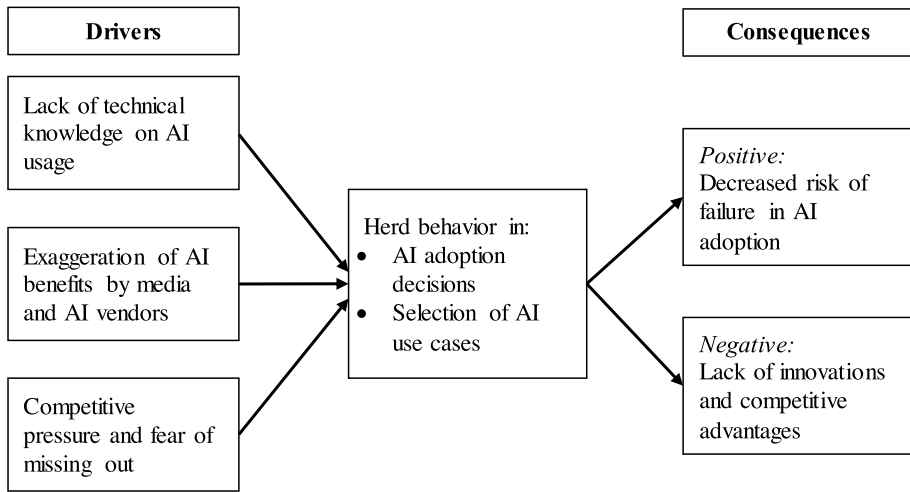 Drivers
Lack of technical
knowledge on AI
usage
Exaggeration of AI
benefits by media
and AI vendors
Competitive
pressure and fear of
missing out
Herd behavior in:
• AI adoption
decisions
• Selection of AI
use cases
Consequences
Positive:
Decreased risk of
failure in AI
adoption
Negative:
Lack of innovations
and competitive
advantages